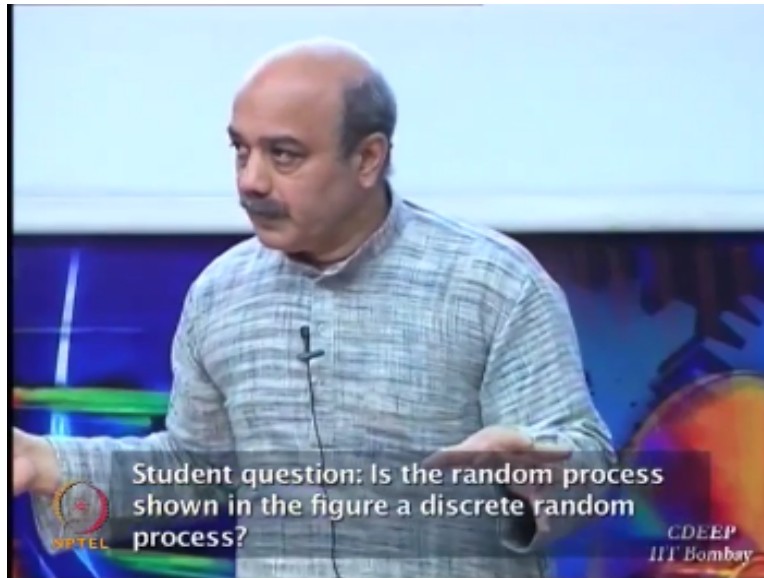 Student question: Is the random process
shown in the figure a discrete random
process?
NPTEL
CDEEP
IIT Bombay